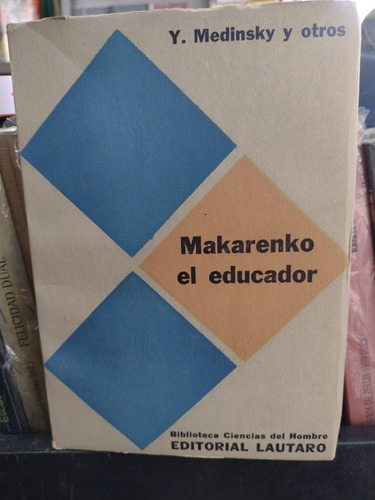 Y. Medinsky y otros
Makarenko
el educador
Biblioteca Ciencias del Hombre
EDITORIAL LAUTARO
FELICIDAD DUAL